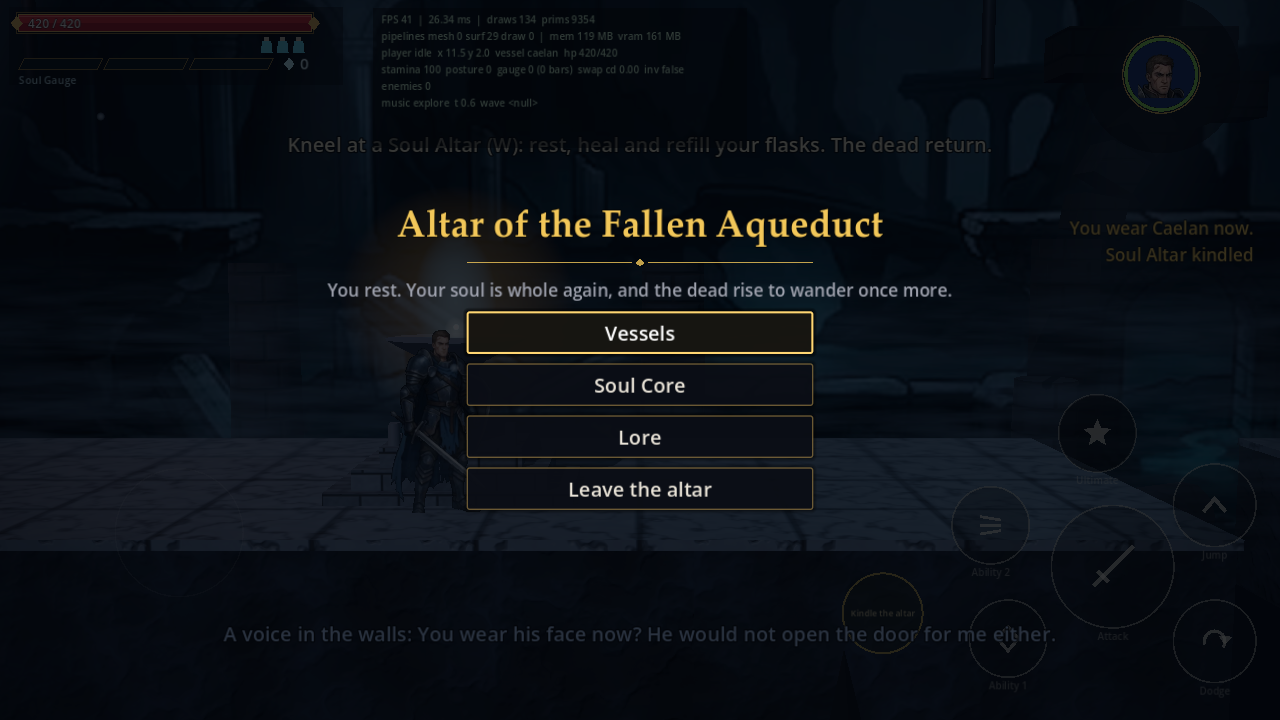 420 / 420
0
Soul Gauge
FPS 41 | 26.34 ms | draws 134 prims 9354
pipelines mesh 0 surf 29 draw 0 | mem 119 MB vram 161 MB
player idle x 11.5 y 2.0 vessel caelan hp 420/420
stamina 100 posture 0 gauge 0 (0 bars) swap cd 0.00 inv false
enemies 0
music explore t 0.6 wave <null>
Kneel at a Soul Altar (W): rest, heal and refill your flasks. The dead return.
Altar of the Fallen Aqueduct
You wear Caelan now.
Soul Altar kindled
You rest. Your soul is whole again, and the dead rise to wander once more.
Vessels
Soul Core
Lore
Leave the altar
Jump
Ability 2
Kindle the altar
A voice in the walls: You wear his face now? He would not open the door for me either.
Attack
Ability 1
Dodge